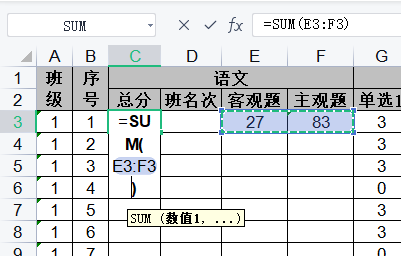 SUM
=SUM(E3:F3)
A B C D E F G
1 班级 序号 语文
2 总分 班名次 客观题 主观题 单选1
3 1 1 =SUM(E3:F3) 27 83 3
4 1 2 3
5 1 3 3
6 1 4 0
7 1 5 3
8 1 6 3
9 1 7 0
SUM (数值1, ...)